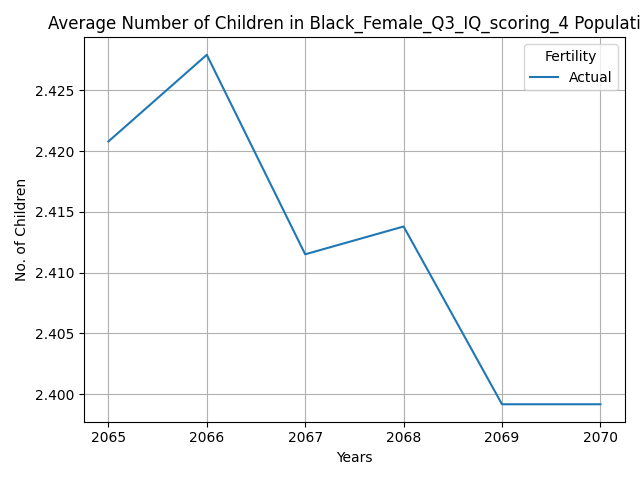 Average Number of Children in Black_Female_Q3_IQ_scoring_4 Populati
Fertility
Actual
2.425
2.420
2.415
2.410
2.405
2.400
No. of Children
2065 2066 2067 2068 2069 2070
Years